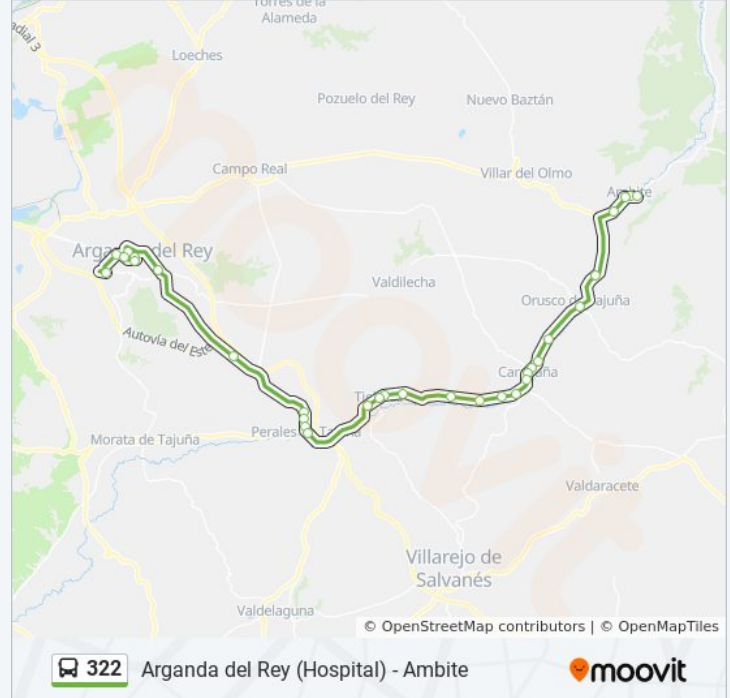 Torres de la
Alameda
Loeches
Pozuelo del Rey
Nuevo Baztán
Campo Real
Villar del Olmo
Ambite
Arganda del Rey
Valdilecha
Orusco de Tajuña
Autovía del Este
Carabaña
Perales de Tajuña
Morata de Tajuña
Valdaracete
Villarejo de
Salvanés
Valdelaguna
moovit
© OpenStreetMap contributors | © OpenMapTiles
322 Arganda del Rey (Hospital) - Ambite
moovit